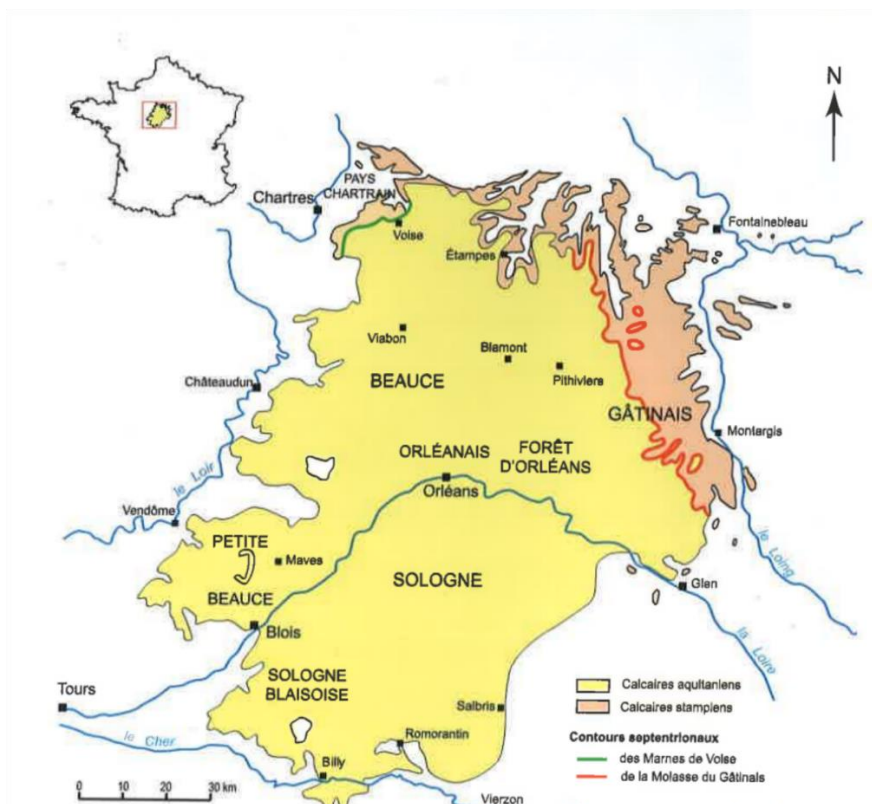 N
PAYS
CHARTRAIN
Chartres
Voise
Fontainebleau
Étampes
Viabon
Blamont
Pithiviers
Châteaudun
BEAUCE
GÂTINAIS
Montargis
ORLÉANAIS
FORÊT
D'ORLÉANS
le Loir
Orléans
Vendôme
PETITE
BEAUCE
Maves
SOLOGNE
le Loing
Gien
Blois
la Loire
SOLOGNE
BLAISOISE
Tours
Salbris
le Cher
Romorantin
Billy
Vierzon
Calcaires aquitaniens
Calcaires stampiens
Contours septentrionaux
des Marnes de Voise
de la Molasse du Gâtinais
0 10 20 30 km